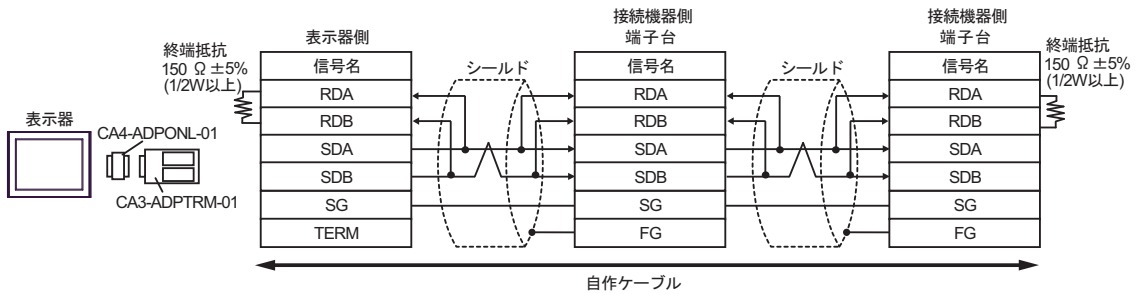 接続機器側
接続機器側
表示器側
端子台
端子台
終端抵抗
150 Ω ±5%
(1/2W以上)
信号名
シールド
信号名
シールド
信号名
終端抵抗
150 Ω ±5%
(1/2W以上)
RDA
RDA
RDA
RDB
RDB
RDB
表示器
CA4-ADPONL-01
SDA
SDA
SDA
SDB
SDB
SDB
CA3-ADPTRM-01
SG
SG
SG
TERM
FG
FG
自作ケーブル